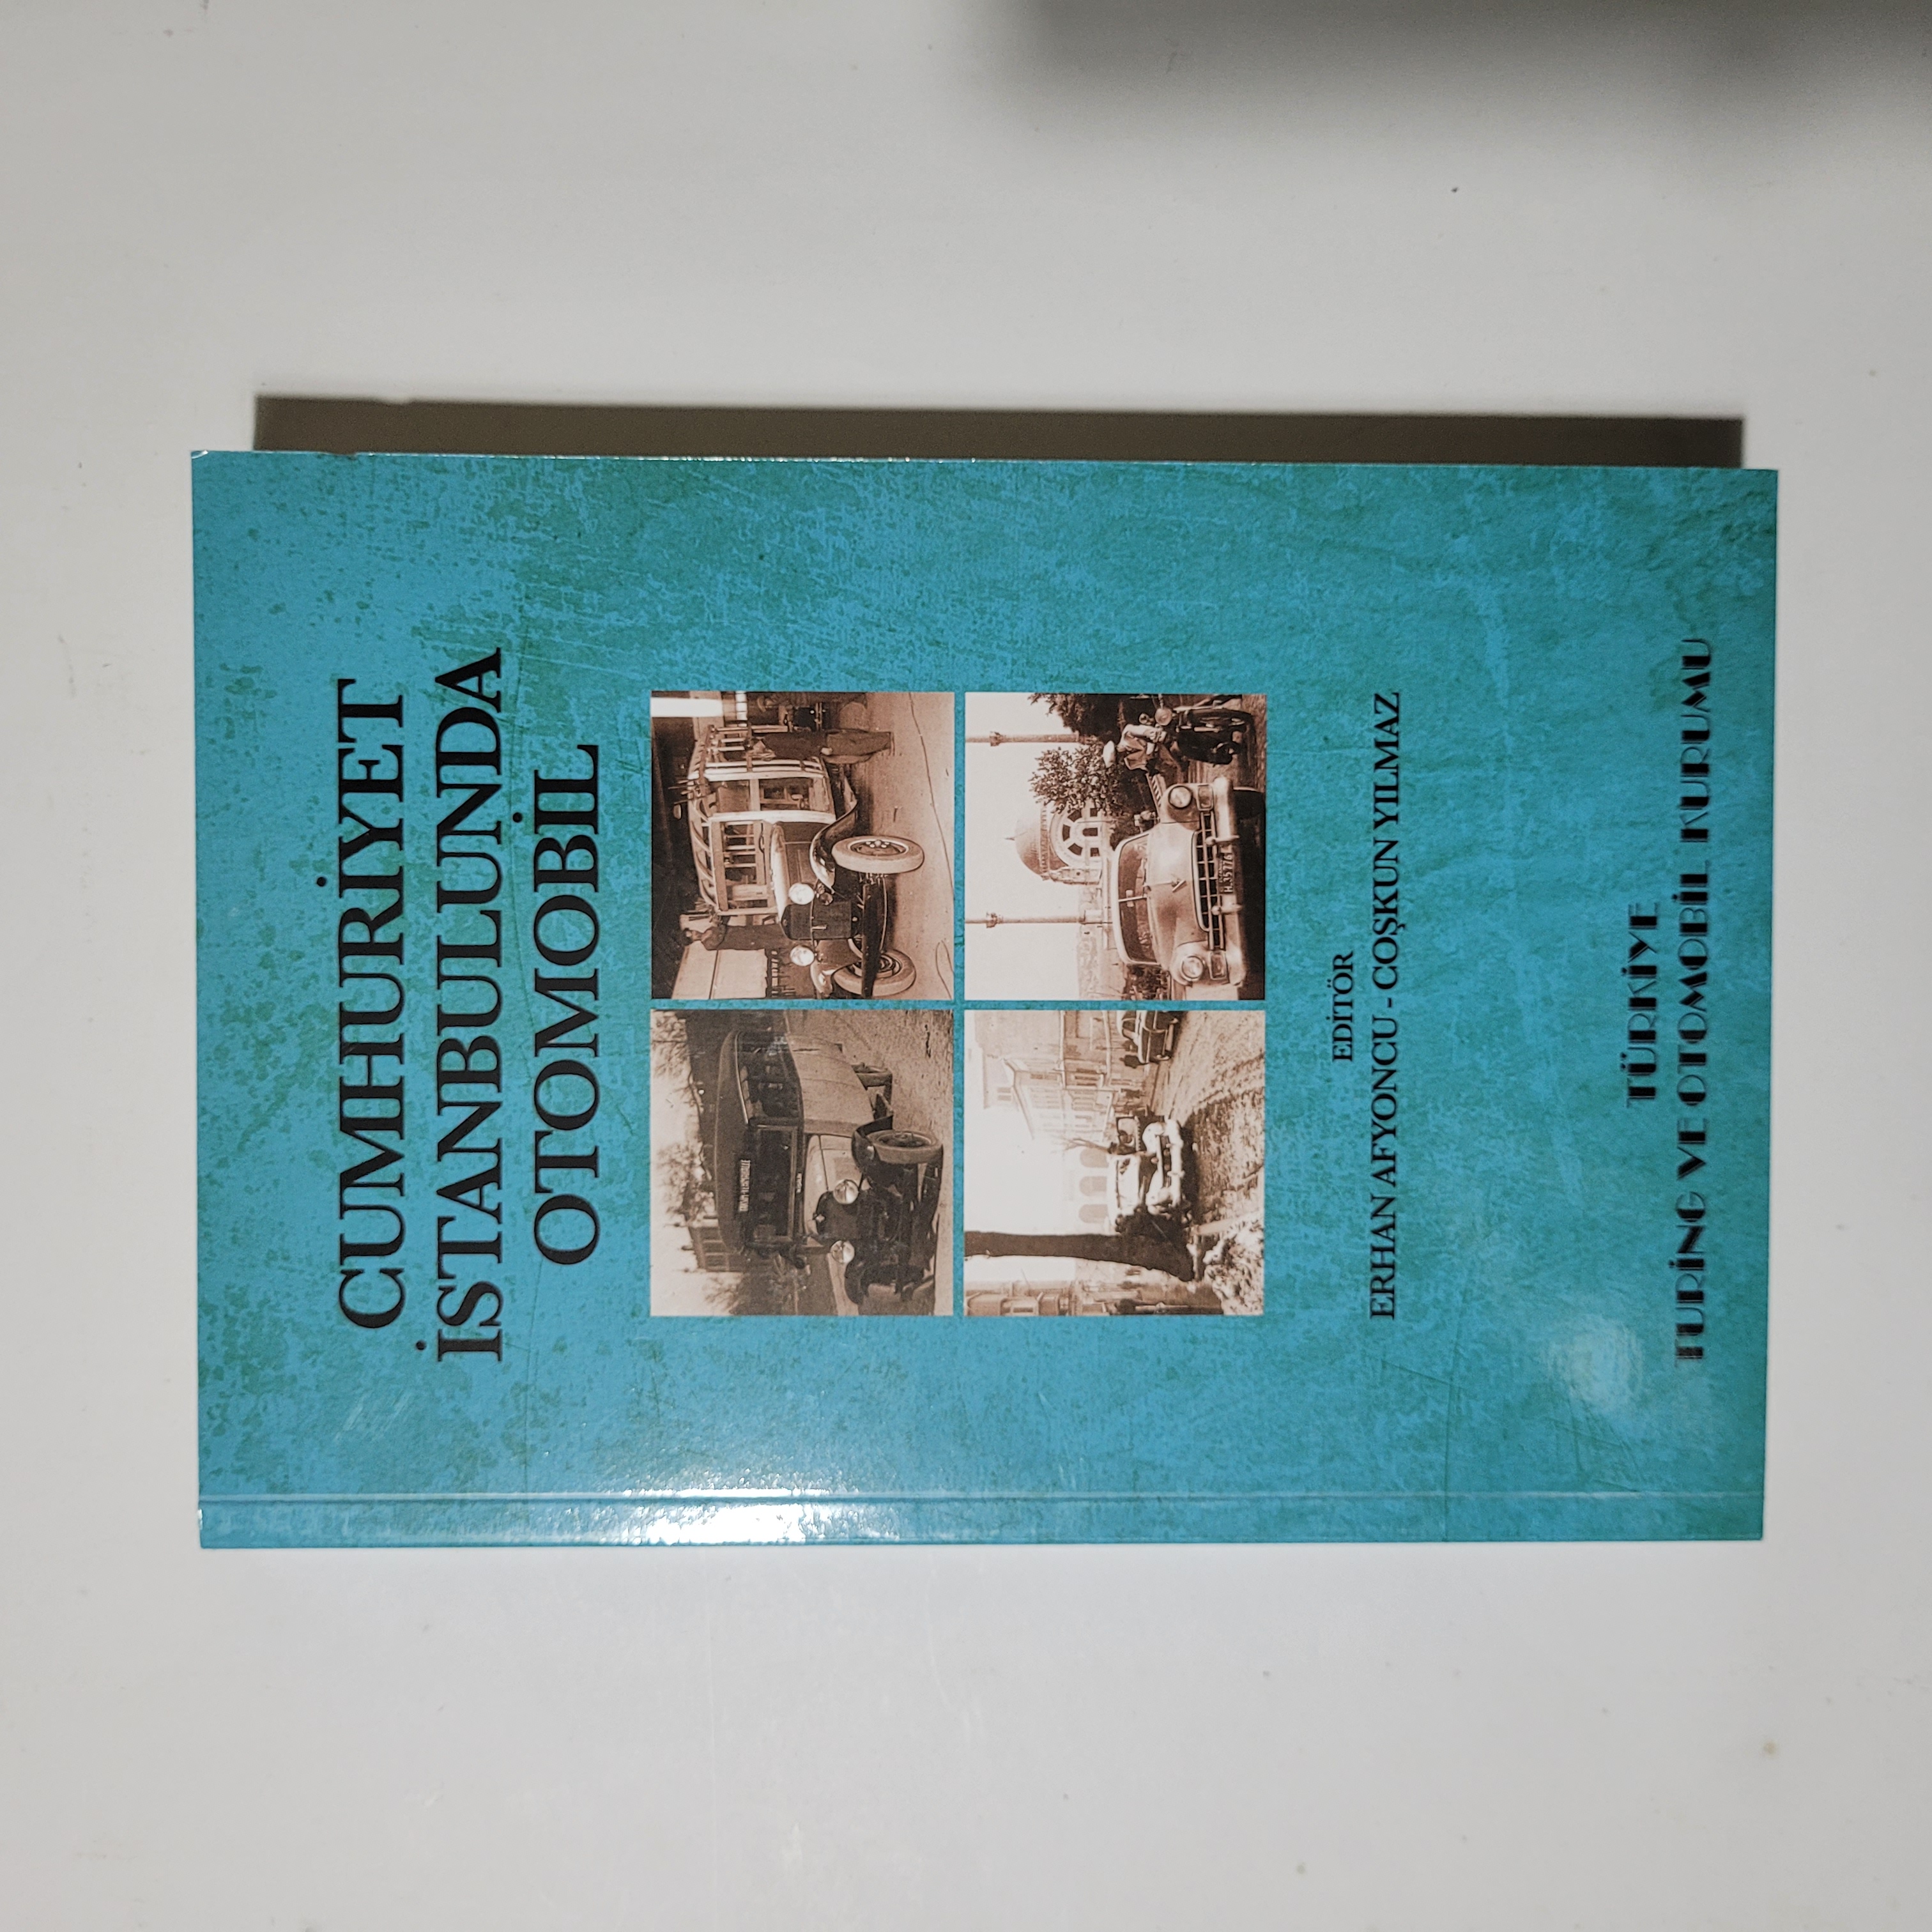 CUMHURİYET
İSTANBULUNDA
OTOMOBİL
EDİTÖR
ERHAN AFYONCU - COŞKUN YILMAZ
TÜRKİYE
TURİNG VE OTOMOBİL KURUMU